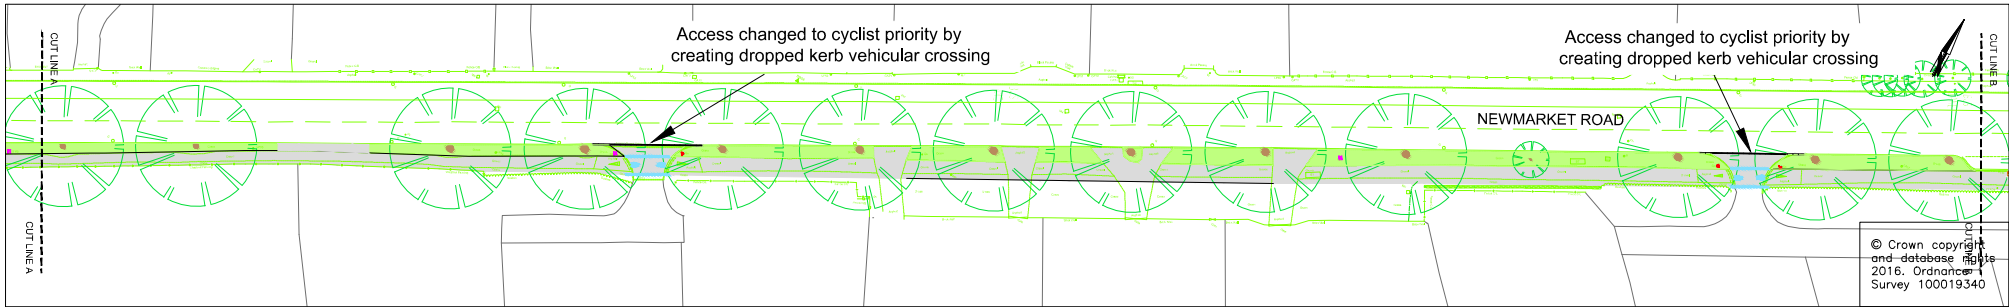 CUT LINE A
Access changed to cyclist priority by
creating dropped kerb vehicular crossing
Access changed to cyclist priority by
creating dropped kerb vehicular crossing
CUT LINE B
NEWMARKET ROAD
CUT LINE A
CUT LINE B
© Crown copyright
and database rights
2016. Ordnance
Survey 100019340